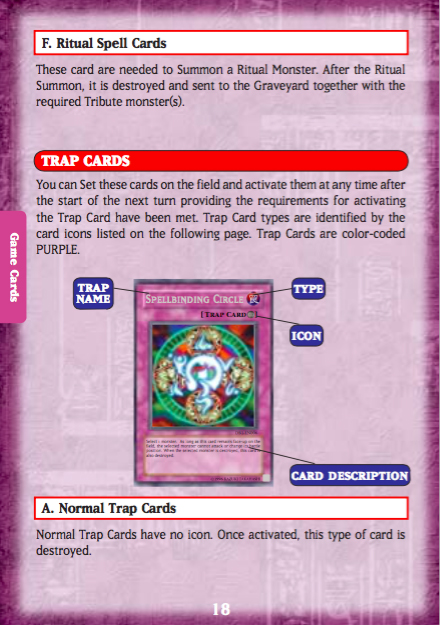 F. Ritual Spell Cards
These card are needed to Summon a Ritual Monster. After the Ritual
Summon, it is destroyed and sent to the Graveyard together with the
required Tribute monster(s).
TRAP CARDS
You can Set these cards on the field and activate them at any time after
the start of the next turn providing the requirements for activating
the Trap Card have been met. Trap Card types are identified by the
card icons listed on the following page. Trap Cards are color-coded
PURPLE.
Game Cards
TRAP
NAME
TYPE
ICON
SPELLBINDING CIRCLE
[TRAP CARD
CARD DESCRIPTION
A. Normal Trap Cards
Normal Trap Cards have no icon. Once activated, this type of card is
destroyed.
18